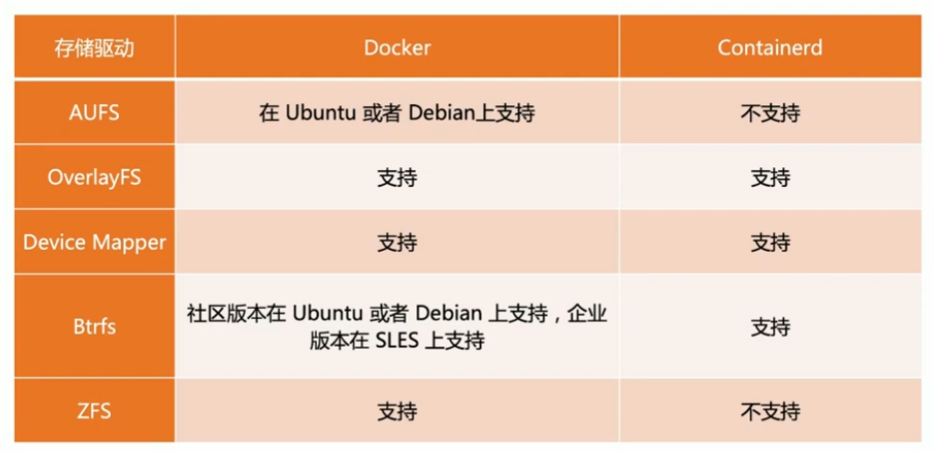 存储驱动 Docker Containerd
AUFS 在 Ubuntu 或者 Debian上支持 不支持
OverlayFS 支持 支持
Device Mapper 支持 支持
Btrfs 社区版本在 Ubuntu 或者 Debian 上支持，企业
版本在 SLES 上支持 支持
ZFS 支持 不支持